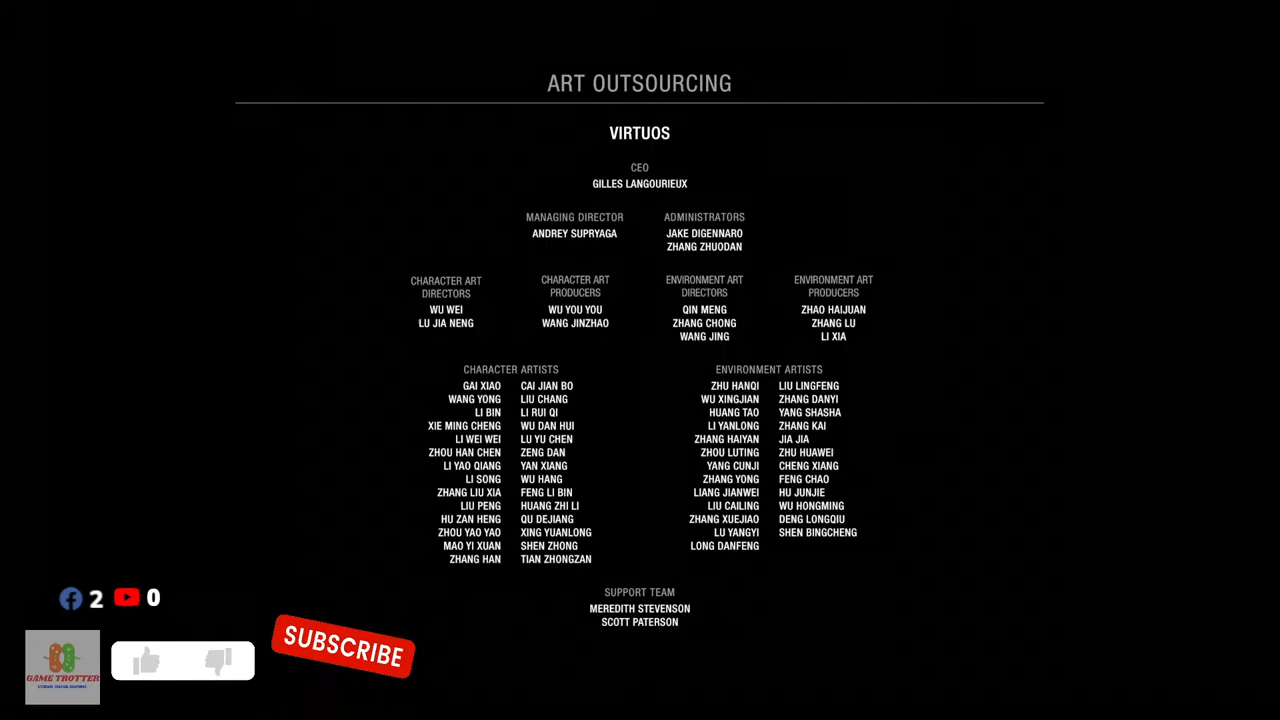 ART OUTSOURCING
VIRTUOS
CEO
GILLES LANGOURIEUX
MANAGING DIRECTOR
ANDREY SUPRYAGA
ADMINISTRATORS
JAKE DIGENNARO
ZHANG ZHUODAN
CHARACTER ART
DIRECTORS
WU WEI
LU JIA NENG
CHARACTER ART
PRODUCERS
WU YOU YOU
WANG JINZHAO
ENVIRONMENT ART
DIRECTORS
QIN MENG
ZHANG CHONG
WANG JING
ENVIRONMENT ART
PRODUCERS
ZHAO HAIJUAN
ZHANG LU
LI XIA
CHARACTER ARTISTS
GAI XIAO CAI JIAN BO
WANG YONG LIU CHANG
LI BIN LI RUI QI
XIE MING CHENG WU DAN HUI
LI WEI WEI LU YU CHEN
ZHOU HAN CHEN ZENG DAN
LI YAO QIANG YAN XIANG
LI SONG WU HANG
ZHANG LIU XIA FENG LI BIN
LIU PENG HUANG ZHI LI
HU ZAN HENG QU DEJIANG
ZHOU YAO YAO XING YUANLONG
MAO YI XUAN SHEN ZHONG
ZHANG HAN TIAN ZHONGZAN
ENVIRONMENT ARTISTS
ZHU HANQI LIU LINGFENG
WU XINGJIAN ZHANG DANYI
HUANG TAO YANG SHASHA
LI YANLONG ZHANG KAI
ZHANG HAIYAN JIA JIA
ZHOU LUTING ZHU HUAWEI
YANG CUNJI CHENG XIANG
ZHANG YONG FENG CHAO
LIANG JIANWEI HU JUNJIE
LIU CAILING WU HONGMING
ZHANG XUEJIAO DENG LONGQIU
LU YANGYI SHEN BINGCHENG
LONG DANFENG
SUPPORT TEAM
MEREDITH STEVENSON
SCOTT PATERSON
2 0
SUBSCRIBE
GAME TROTTER